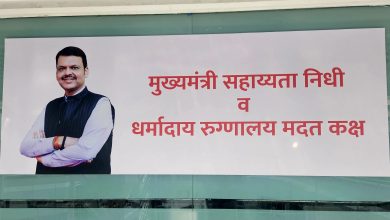 मुख्यमंत्री सहाय्यता निधी
व
धर्मादाय रुग्णालय मदत कक्ष